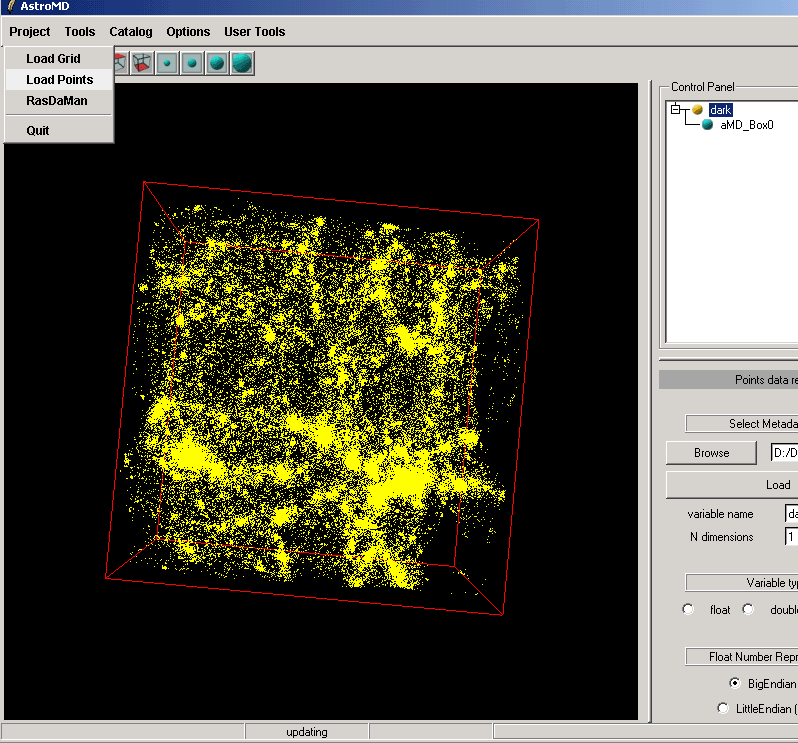 AstroMD
Project Tools Catalog Options User Tools
Load Grid
Load Points
RasDaMan
Quit
Control Panel
dark
aMD_Box0
Points data re
Select Metada
Browse D:/D
Load
variable name da
N dimensions 1
Variable typ
float double
Float Number Repr
BigEndian
LittleEndian (
updating